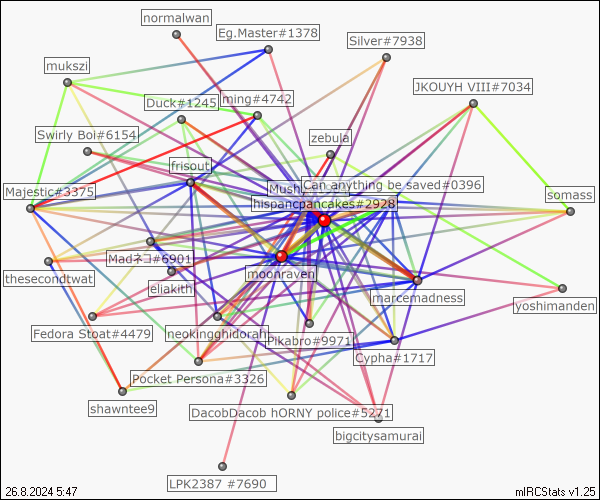 normalwan
Eg.Master#1378
Silver#7938
mukszi
JKOUYH VIII#7034
Duck#1245
ming#4742
Swirly Boi#6154
zebula
frisout
Mush
Can anything be saved#0396
Majestic#3375
hispancpancakes#2928
somass
Madネコ#6901
moonraven
thesecondtwat
eliakith
marcemadness
yoshimanden
Fedora Stoat#4479
neokingghidorah
Pikabro#9971
Cypha#1717
Pocket Persona#3326
shawntee9
DacobDacob hORNY police#5271
bigcitysamurai
LPK2387 #7690
26.8.2024 5:47
mIRCStats v1.25